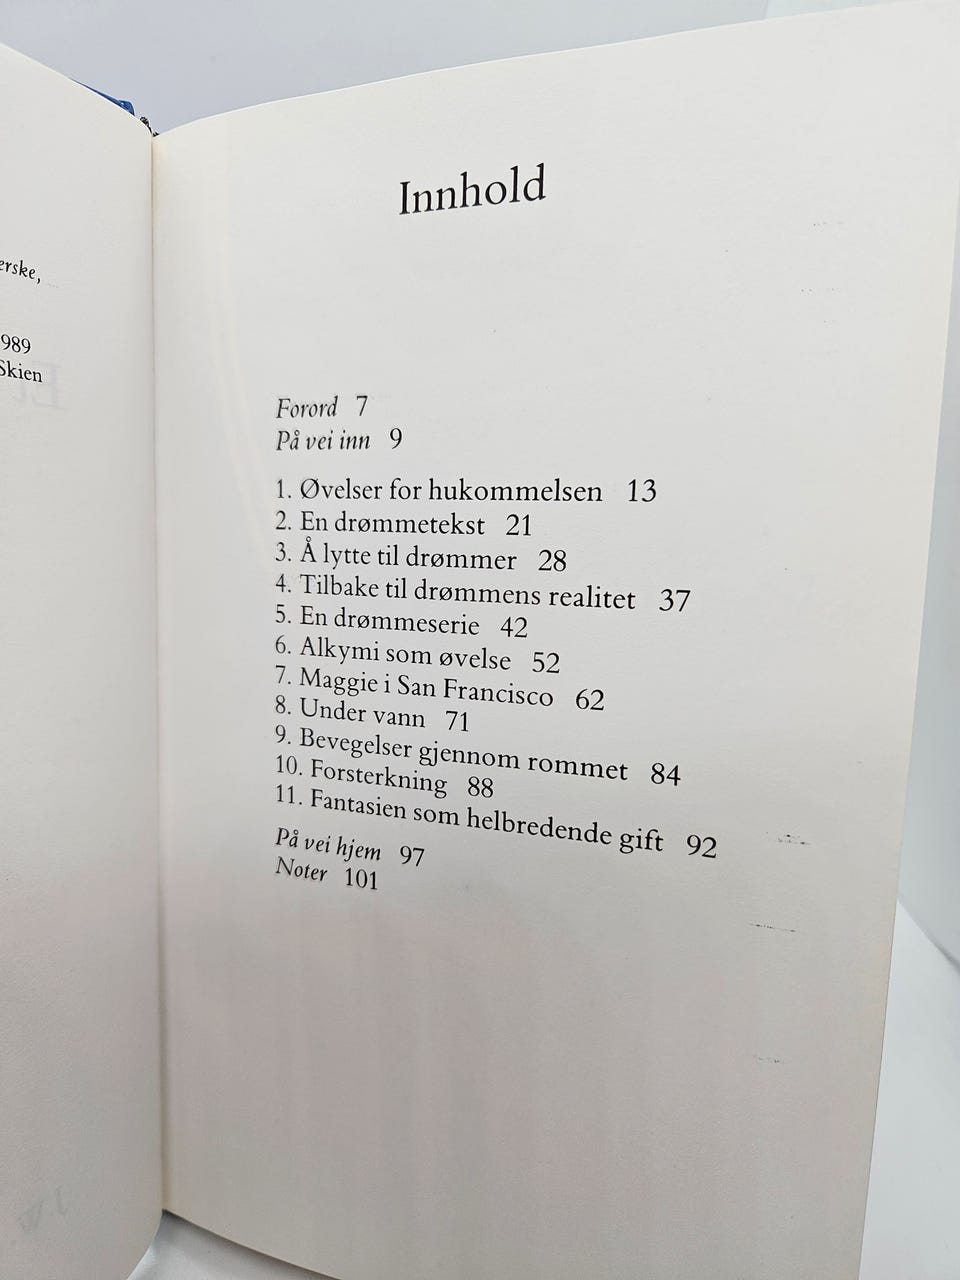 erske,
989
Skien
Innhold
Forord 7
På vei inn 9
1. Øvelser for hukommelsen 13
2. En drømmetekst 21
3. Å lytte til drømmer 28
4. Tilbake til drømmens realitet 37
5. En drømmeserie 42
6. Alkymi som øvelse 52
7. Maggie i San Francisco 62
8. Under vann 71
9. Bevegelser gjennom rommet 84
10. Forsterkning 88
11. Fantasien som helbredende gift 92
På vei hjem 97
Noter 101